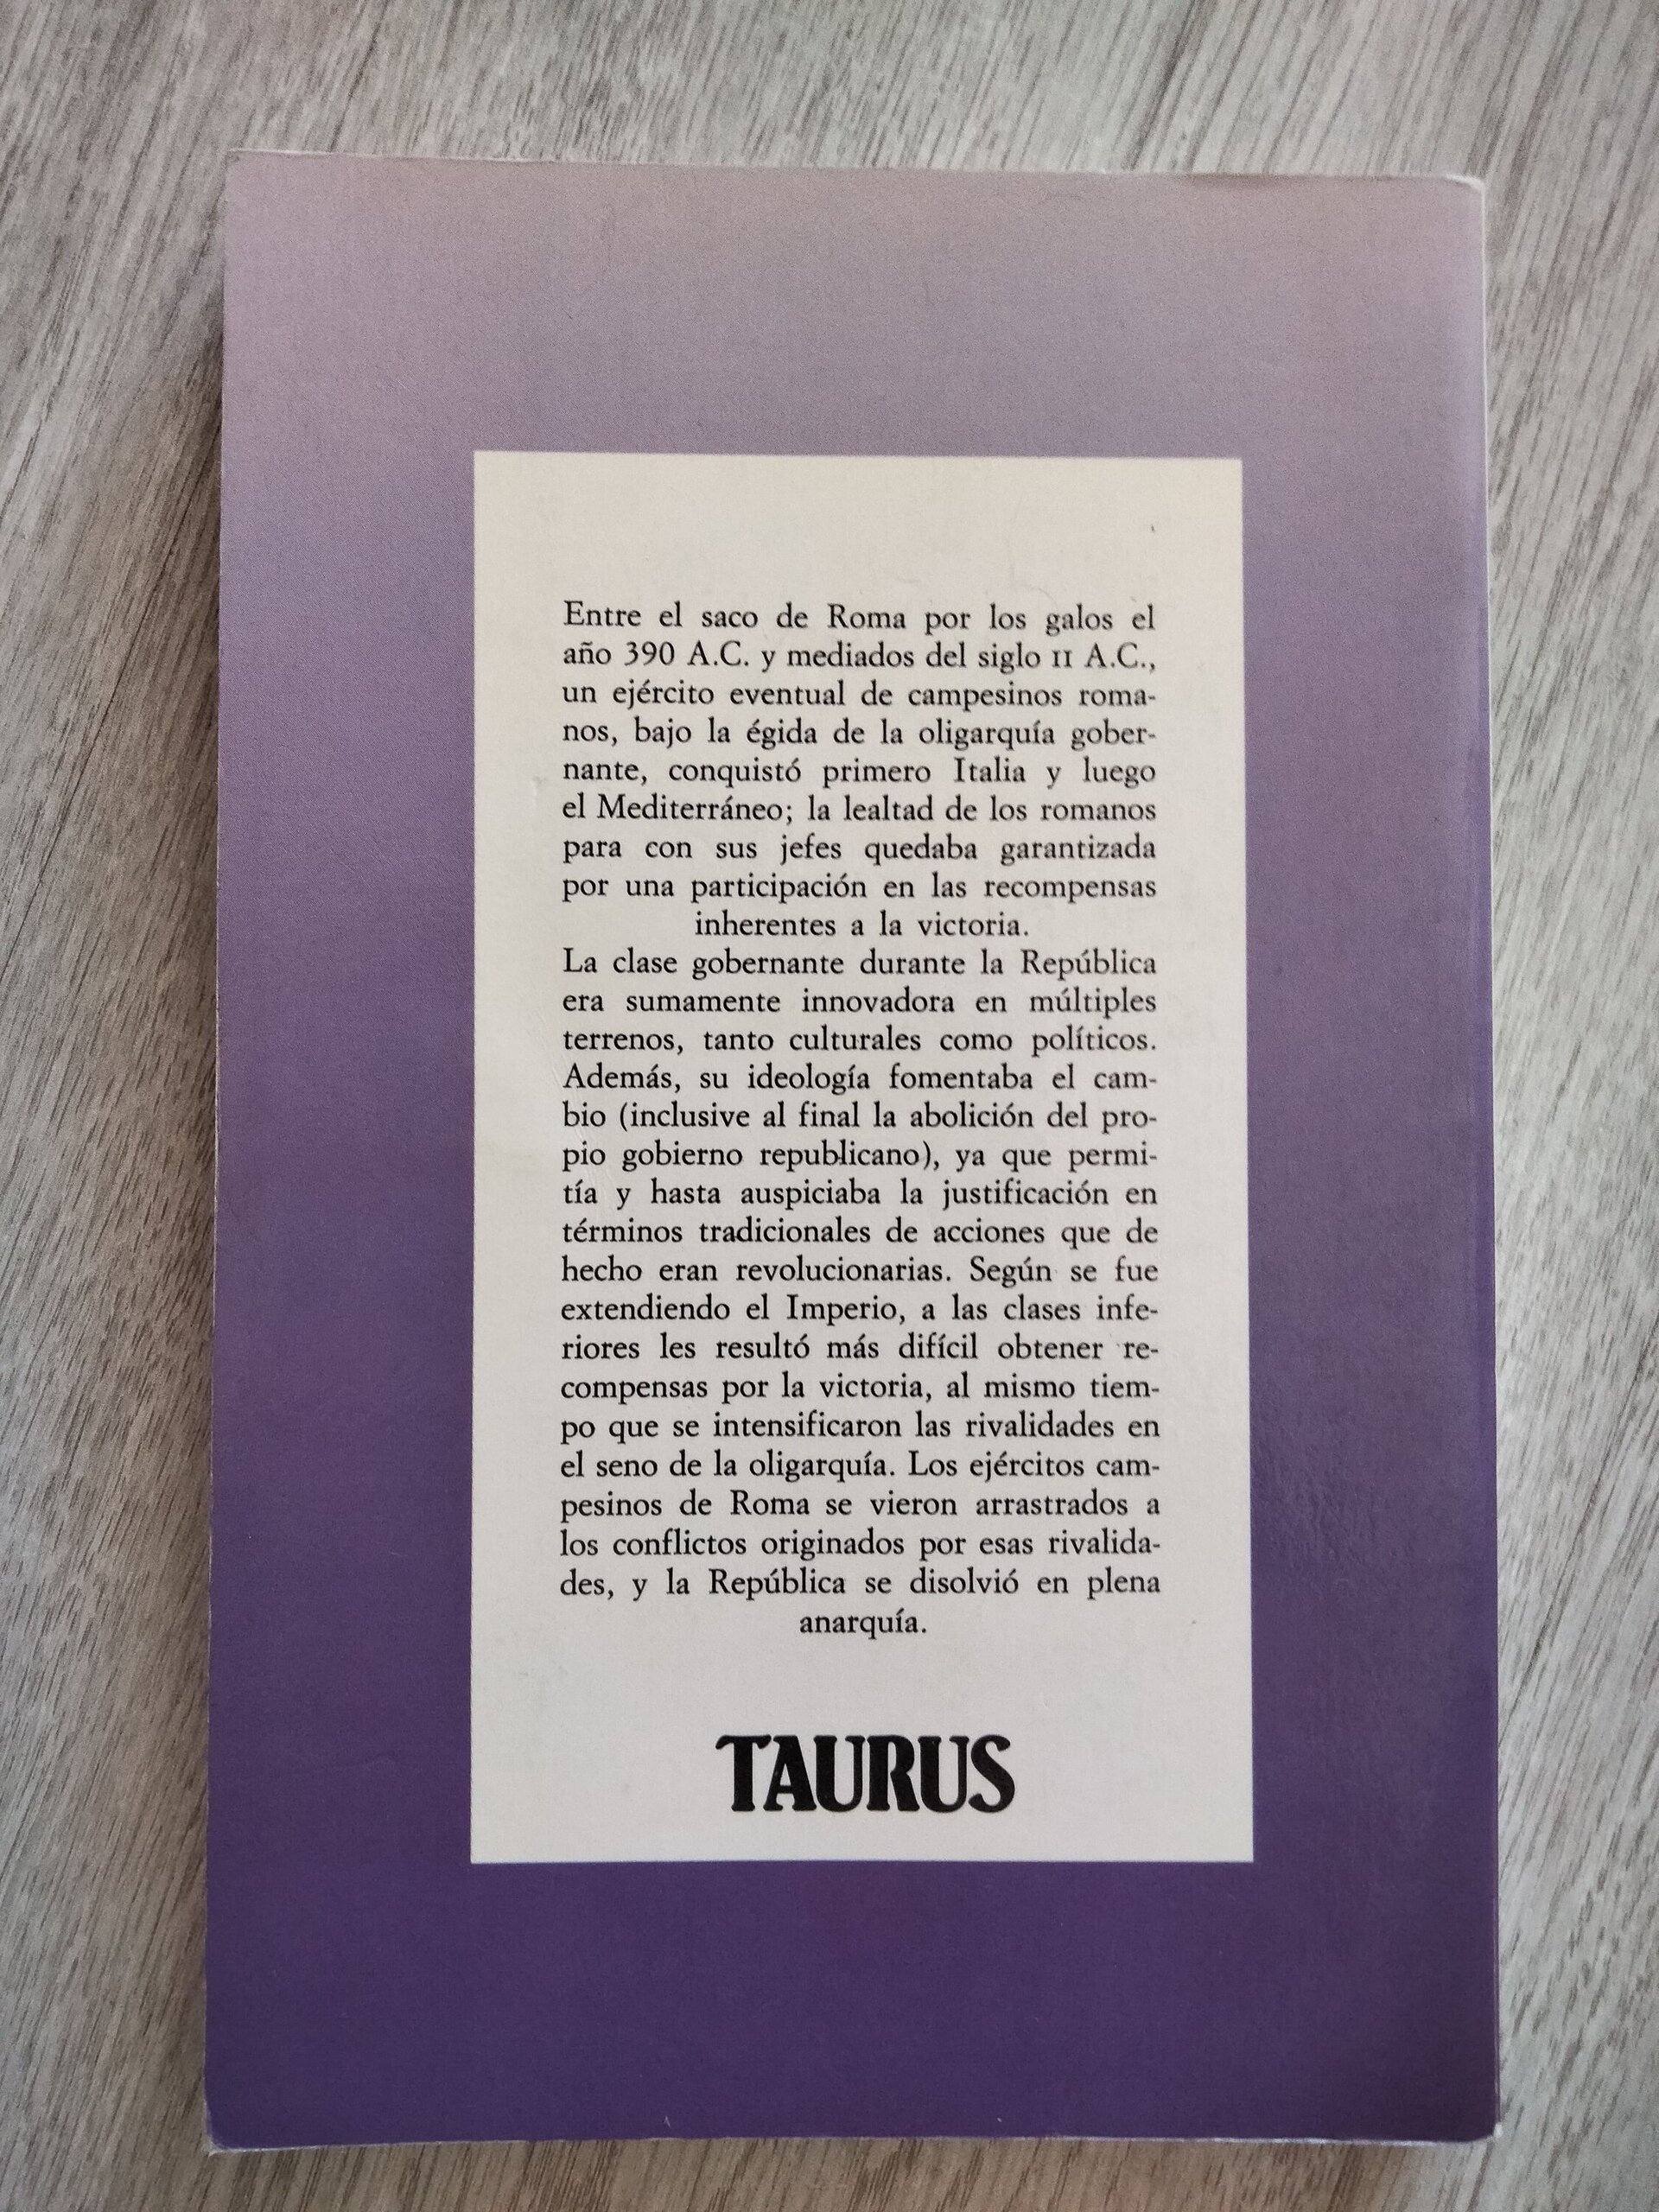 Entre el saco de Roma por los galos el
año 390 A.C. y mediados del siglo II A.C.,
un ejército eventual de campesinos roma-
nos, bajo la égida de la oligarquía gober-
nante, conquistó primero Italia y luego
el Mediterráneo; la lealtad de los romanos
para con sus jefes quedaba garantizada
por una participación en las recompensas
inherentes a la victoria.
La clase gobernante durante la República
era sumamente innovadora en múltiples
terrenos, tanto culturales como políticos.
Además, su ideología fomentaba el cam-
bio (inclusive al final la abolición del pro-
pio gobierno republicano), ya que permi-
tía y hasta auspiciaba la justificación en
términos tradicionales de acciones que de
hecho eran revolucionarias. Según se fue
extendiendo el Imperio, a las clases infe-
riores les resultó más difícil obtener re-
compensas por la victoria, al mismo tiem-
po que se intensificaron las rivalidades en
el seno de la oligarquía. Los ejércitos cam-
pesinos de Roma se vieron arrastrados a
los conflictos originados por esas rivalida-
des, y la República se disolvió en plena
anarquía.
TAURUS